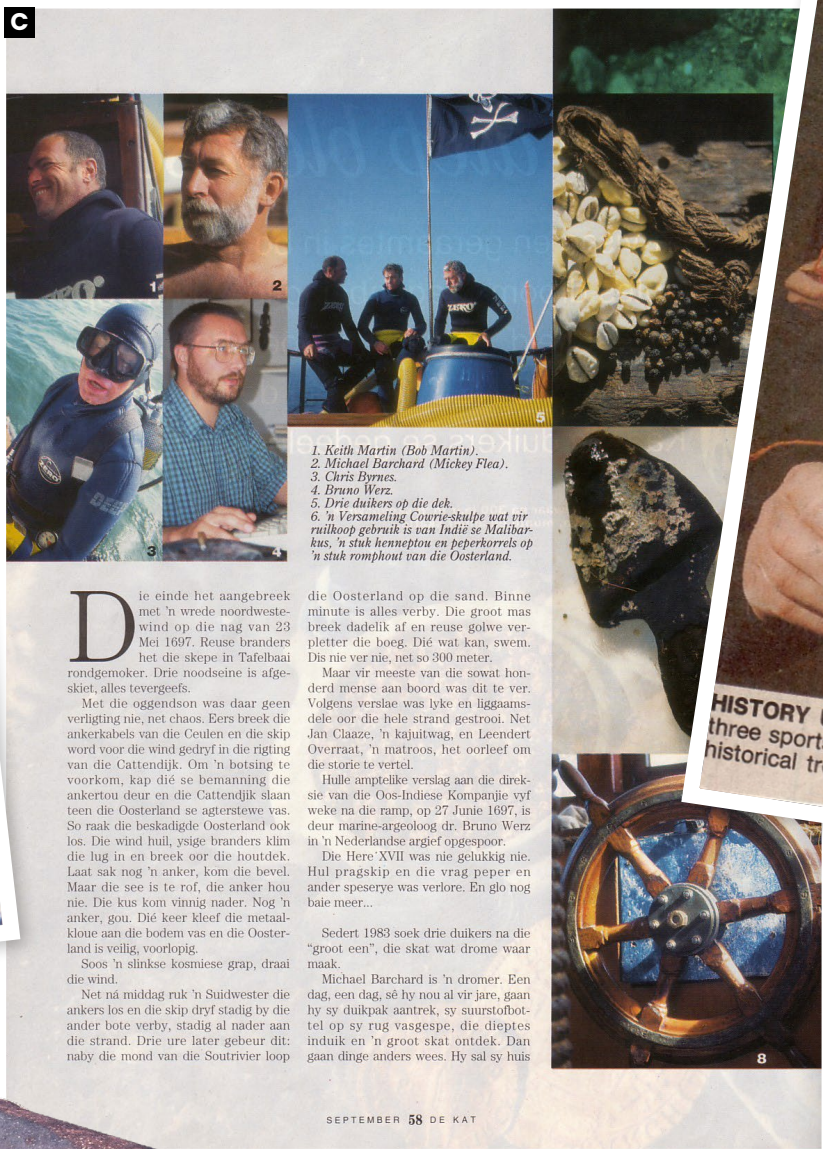 C
1
2
3
4
5
ZERO
1. Keith Martin (Bob Martin).
2. Michael Barchard (Mickey Flea).
3. Chris Byrnes.
4. Bruno Werz.
5. Drie duikers op die dek.
6. 'n Versameling Cowrie-skulpe wat vir
ruilkoop gebruik is van Indië se Malibar-
kus, 'n stuk henneptou en peperkorrels op
'n stuk romphout van die Oosterland.
Die einde het aangebreek
met 'n wrede noordweste-
wind op die nag van 23
Mei 1697. Reuse branders
het die skepe in Tafelbaai
rondgemoker. Drie noodseine is afge-
skiet, alles tevergeefs.
Met die oggendson was daar geen
verligting nie, net chaos. Eers breek die
ankerkabels van die Ceulen en die skip
word voor die wind gedryf in die rigting
van die Cattendijk. Om 'n botsing te
voorkom, kap dié se bemanning die
ankertou deur en die Cattendjik slaan
teen die Oosterland se agterstewe vas.
So raak die beskadigde Oosterland ook
los. Die wind huil, ysige branders klim
die lug in en breek oor die houtdek.
Laat sak nog 'n anker, kom die bevel.
Maar die see is te rof, die anker hou
nie. Die kus kom vinnig nader. Nog 'n
anker, gou. Dié keer kleef die metaal-
kloue aan die bodem vas en die Ooster-
land is veilig, voorlopig.
Soos 'n slinkse kosmiese grap, draai
die wind.
Net ná middag ruk 'n Suidwester die
ankers los en die skip dryf stadig by die
ander bote verby, stadig al nader aan
die strand. Drie ure later gebeur dit:
naby die mond van die Soutrivier loop
die Oosterland op die sand. Binne
minute is alles verby. Die groot mas
breek dadelik af en reuse golwe ver-
pletter die boeg. Dié wat kan, swem.
Dis nie ver nie, net so 300 meter.
Maar vir meeste van die sowat hon-
derd mense aan boord was dit te ver.
Volgens verslae was lyke en liggaams-
dele oor die hele strand gestrooi. Net
Jan Claaze, 'n kajuitwag, en Leendert
Overraat, 'n matroos, het oorleef om
die storie te vertel.
Hulle amptelike verslag aan die direk-
sie van die Oos-Indiese Kompanjie vyf
weke na die ramp, op 27 Junie 1697, is
deur marine-argeoloog dr. Bruno Werz
in 'n Nederlandse argief opgespoor.
Die Here XVII was nie gelukkig nie.
Hul pragskip en die vrag peper en
ander speserye was verlore. En glo nog
baie meer...
Sedert 1983 soek drie duikers na die
“groot een”, die skat wat drome waar
maak.
Michael Barchard is 'n dromer. Een
dag, een dag, sê hy nou al vir jare, gaan
hy sy duikpak aantrek, sy suurstofbot-
tel op sy rug vasgespe, die dieptes
induik en 'n groot skat ontdek. Dan
gaan dinge anders wees. Hy sal sy huis
HISTORY
three sport
historical tr
8
SEPTEMBER 58 DE KAT